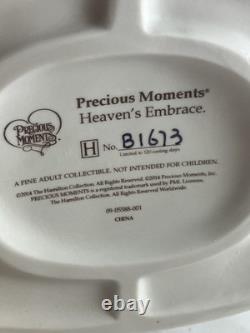 Precious Moments®
Heaven's Embrace.
PRECIOUS MOMENTS
H No. B1673
Limited to 120 casting days
A FINE ADULT COLLECTIBLE. NOT INTENDED FOR CHILDREN.
©2014 The Hamilton Collection. All Rights Reserved. ©2014 Precious Moments, Inc.
PRECIOUS MOMENTS is a registered trademark used by PMI, Licensee,
The Hamilton Collection. All Rights Reserved Worldwide.
09-05588-001
CHINA